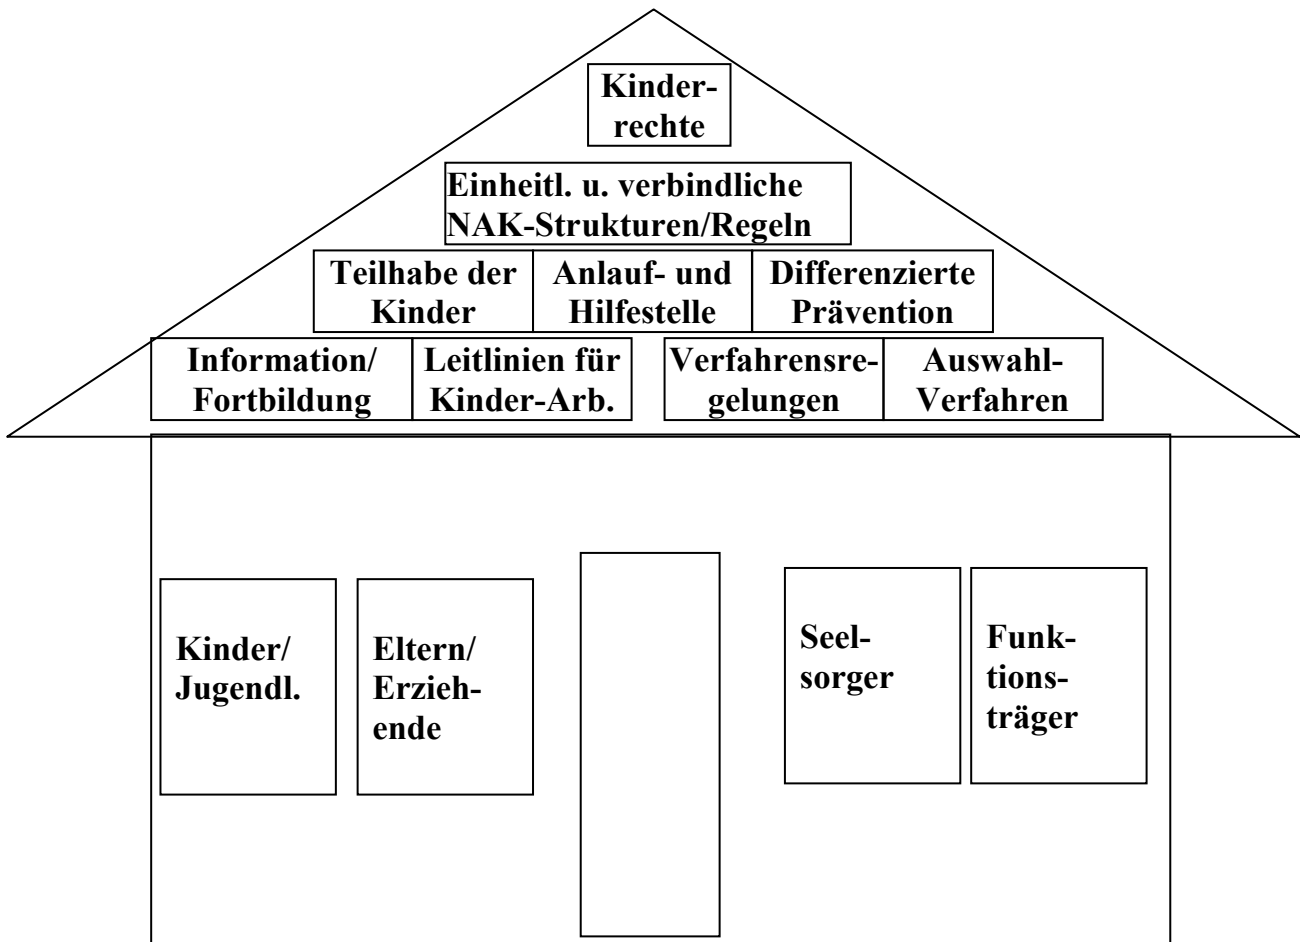 Kinder-
rechte
Einheitl. u. verbindliche
NAK-Strukturen/Regeln
Teilhabe der
Kinder
Anlauf- und
Hilfestelle
Differenzierte
Prävention
Information/
Fortbildung
Leitlinien für
Kinder-Arb.
Verfahrensre-
gelungen
Auswahl-
Verfahren
Kinder/
Jugendl.
Eltern/
Erzieh-
ende
Seel-
sorger
Funk-
tions-
träger